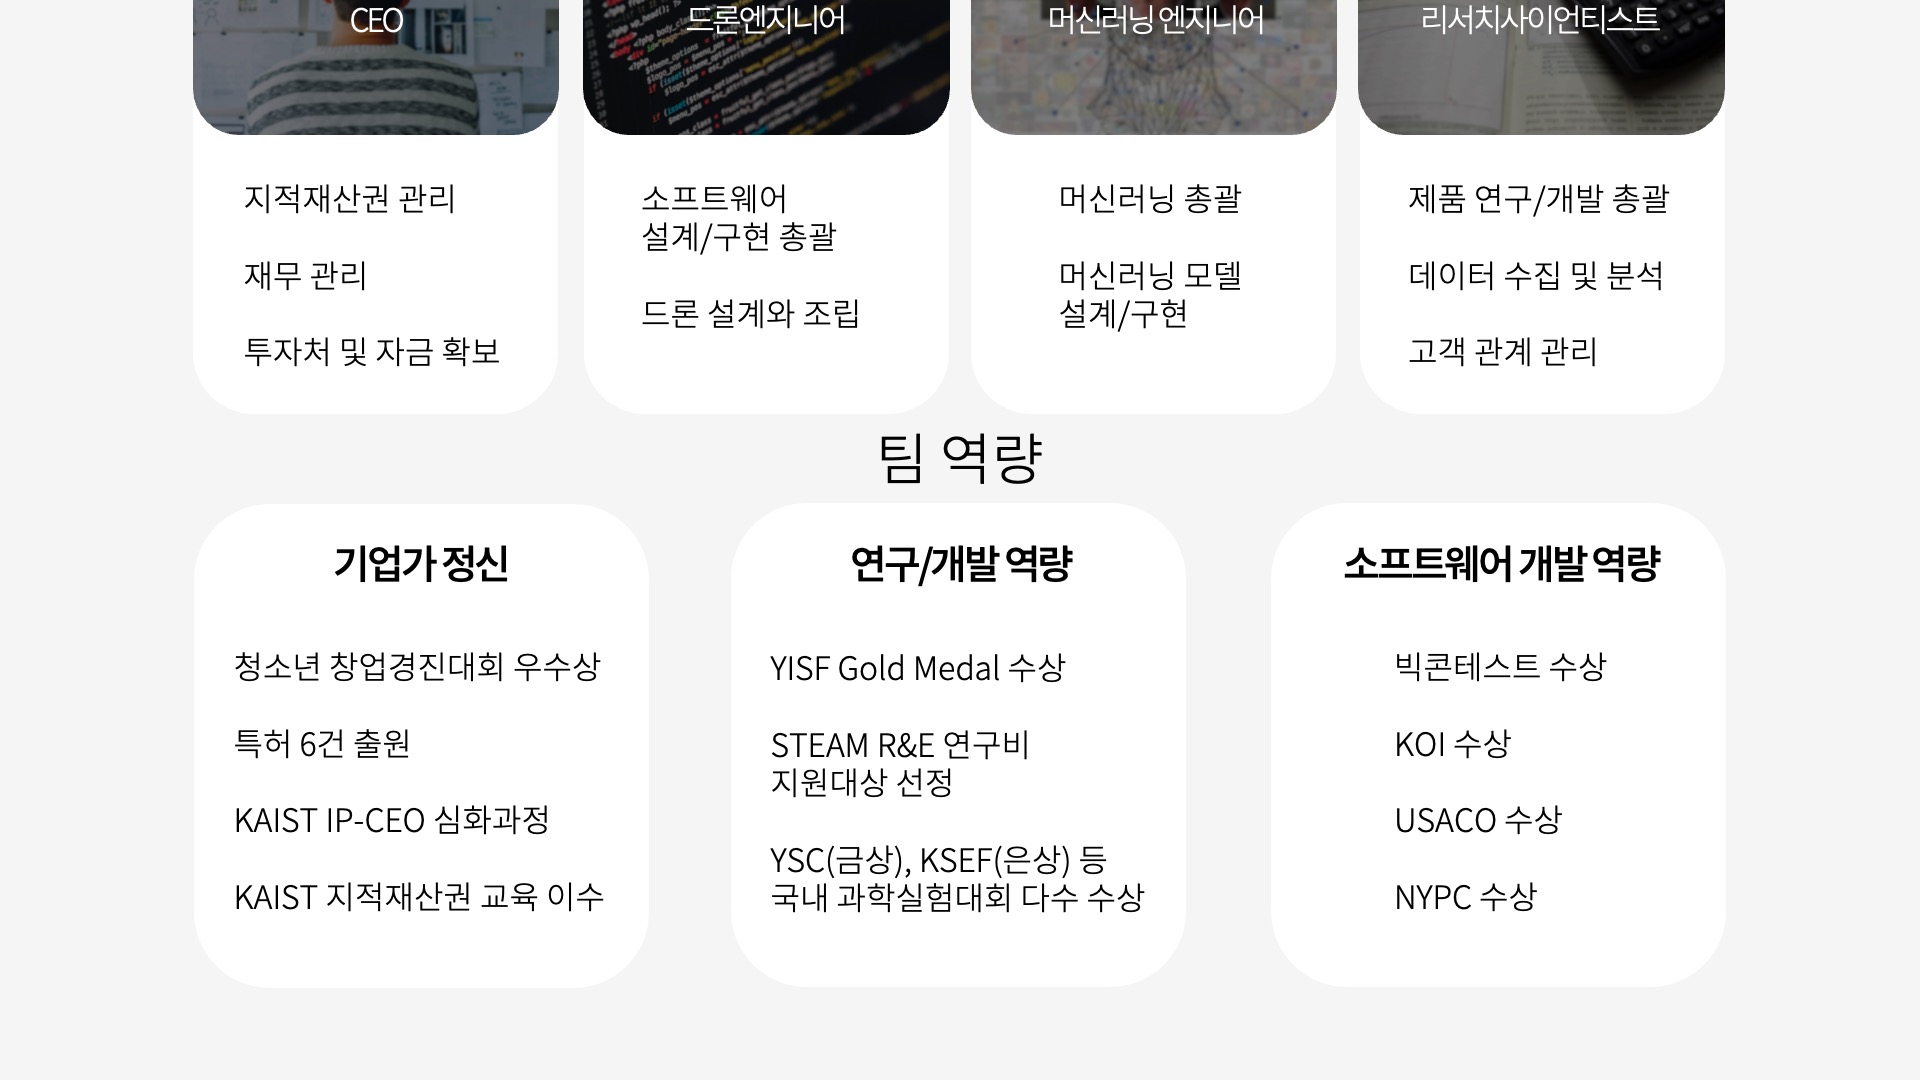 CEO
드론엔지니어
머신러닝 엔지니어
리서치사이언티스트
지적재산권 관리
재무 관리
투자처 및 자금 확보
소프트웨어
설계/구현 총괄
드론 설계와 조립
머신러닝 총괄
머신러닝 모델
설계/구현
제품 연구/개발 총괄
데이터 수집 및 분석
고객 관계 관리
팀 역량
기업가 정신
청소년 창업경진대회 우수상
특허 6건 출원
KAIST IP-CEO 심화과정
KAIST 지적재산권 교육 이수
연구/개발 역량
YISF Gold Medal 수상
STEAM R&E 연구비
지원대상 선정
YSC(금상), KSEF(은상) 등
국내 과학실험대회 다수 수상
소프트웨어 개발 역량
빅콘테스트 수상
KOI 수상
USACO 수상
NYPC 수상